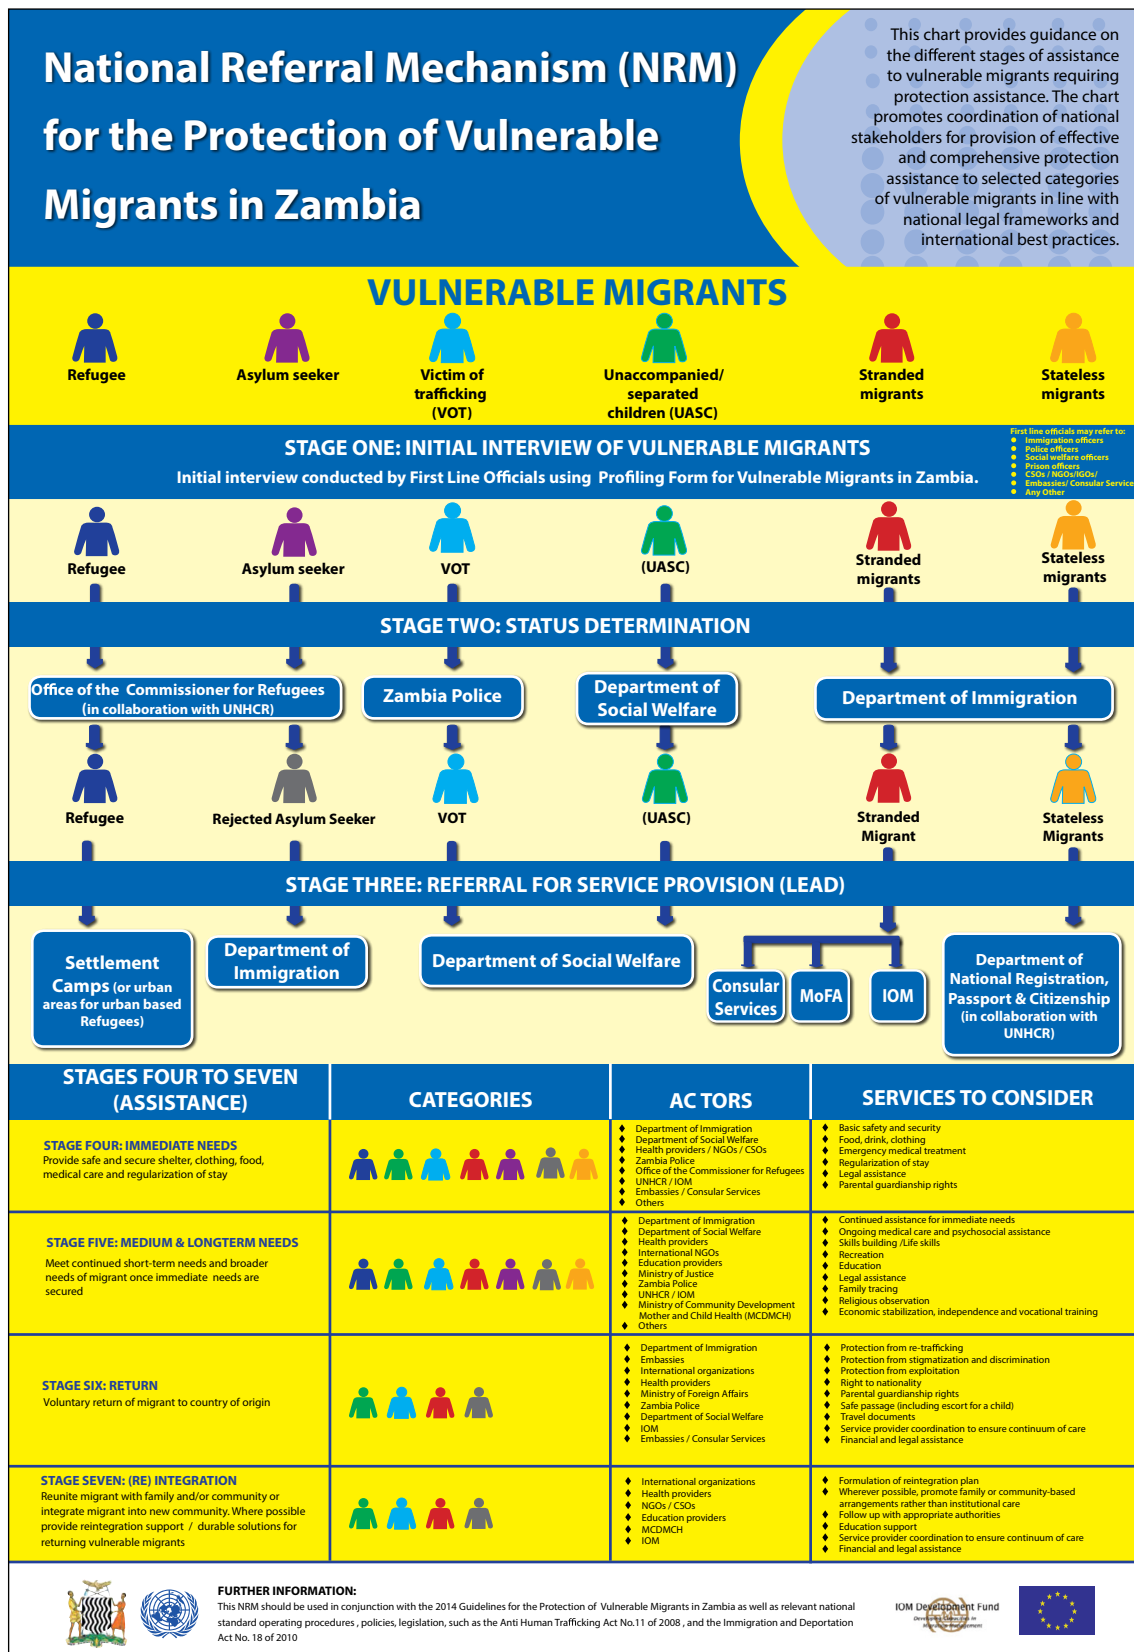 National Referral Mechanism (NRM)
for the Protection of Vulnerable
Migrants in Zambia
This chart provides guidance on
the different stages of assistance
to vulnerable migrants requiring
protection assistance. The chart
promotes coordination of national
stakeholders for provision of effective
and comprehensive protection
assistance to selected categories
of vulnerable migrants in line with
national legal frameworks and
international best practices.
VULNERABLE MIGRANTS
Refugee
Asylum seeker
Victim of
trafficking
(VOT)
Unaccompanied/
separated
children (UASC)
Stranded
migrants
Stateless
migrants
STAGE ONE: INITIAL INTERVIEW OF VULNERABLE MIGRANTS
Initial interview conducted by First Line Officials using Profiling Form for Vulnerable Migrants in Zambia.
First line officials may refer to:
Immigration officers
Police officers
Social welfare officers
Prison officers
CSOs / NGOs/IGOs/
Embassies/ Consular Service
Any Other
Refugee
Asylum seeker
VOT
(UASC)
Stranded
migrants
Stateless
migrants
STAGE TWO: STATUS DETERMINATION
Office of the Commissioner for Refugees
(in collaboration with UNHCR)
Zambia Police
Department of
Social Welfare
Department of Immigration
Refugee
Rejected Asylum Seeker
VOT
(UASC)
Stranded
Migrant
Stateless
Migrants
STAGE THREE: REFERRAL FOR SERVICE PROVISION (LEAD)
Settlement
Camps (or urban
areas for urban based
Refugees)
Department of
Immigration
Department of Social Welfare
Consular
Services
MoFA
IOM
Department of
National Registration,
Passport & Citizenship
(in collaboration with
UNHCR)
STAGES FOUR TO SEVEN
(ASSISTANCE)
CATEGORIES
AC TORS
SERVICES TO CONSIDER
STAGE FOUR: IMMEDIATE NEEDS
Provide safe and secure shelter, clothing, food,
medical care and regularization of stay
Department of Immigration
Department of Social Welfare
Health providers / NGOs / CSOs
Zambia Police
Office of the Commissioner for Refugees
UNHCR / IOM
Embassies / Consular Services
Others
Basic safety and security
Food, drink, clothing
Emergency medical treatment
Regularization of stay
Legal assistance
Parental guardianship rights
STAGE FIVE: MEDIUM & LONGTERM NEEDS
Meet continued short-term needs and broader
needs of migrant once immediate needs are
secured
Department of Immigration
Department of Social Welfare
Health providers
International NGOs
Education providers
Ministry of Justice
Zambia Police
UNHCR / IOM
Ministry of Community Development
Mother and Child Health (MCDMCH)
Others
Continued assistance for immediate needs
Ongoing medical care and psychosocial assistance
Skills building /Life skills
Recreation
Education
Legal assistance
Family tracing
Religious observation
Economic stabilization, independence and vocational training
STAGE SIX: RETURN
Voluntary return of migrant to country of origin
Department of Immigration
Embassies
International organizations
Health providers
Ministry of Foreign Affairs
Zambia Police
Department of Social Welfare
IOM
Embassies / Consular Services
Protection from re-trafficking
Protection from stigmatization and discrimination
Protection from exploitation
Right to nationality
Parental guardianship rights
Safe passage (including escort for a child)
Travel documents
Service provider coordination to ensure continuum of care
Financial and legal assistance
STAGE SEVEN: (RE) INTEGRATION
Reunite migrant with family and/or community or
integrate migrant into new community. Where possible
provide reintegration support / durable solutions for
returning vulnerable migrants
International organizations
Health providers
NGOs / CSOs
Education providers
MCDMCH
IOM
Formulation of reintegration plan
Wherever possible, promote family or community-based
arrangements rather than institutional care
Follow up with appropriate authorities
Education support
Service provider coordination to ensure continuum of care
Financial and legal assistance
FURTHER INFORMATION:
This NRM should be used in conjunction with the 2014 Guidelines for the Protection of Vulnerable Migrants in Zambia as well as relevant national
standard operating procedures , policies, legislation, such as the Anti Human Trafficking Act No.11 of 2008 , and the Immigration and Deportation
Act No. 18 of 2010
IOM Development Fund
Developing Capacities in
Migration Management